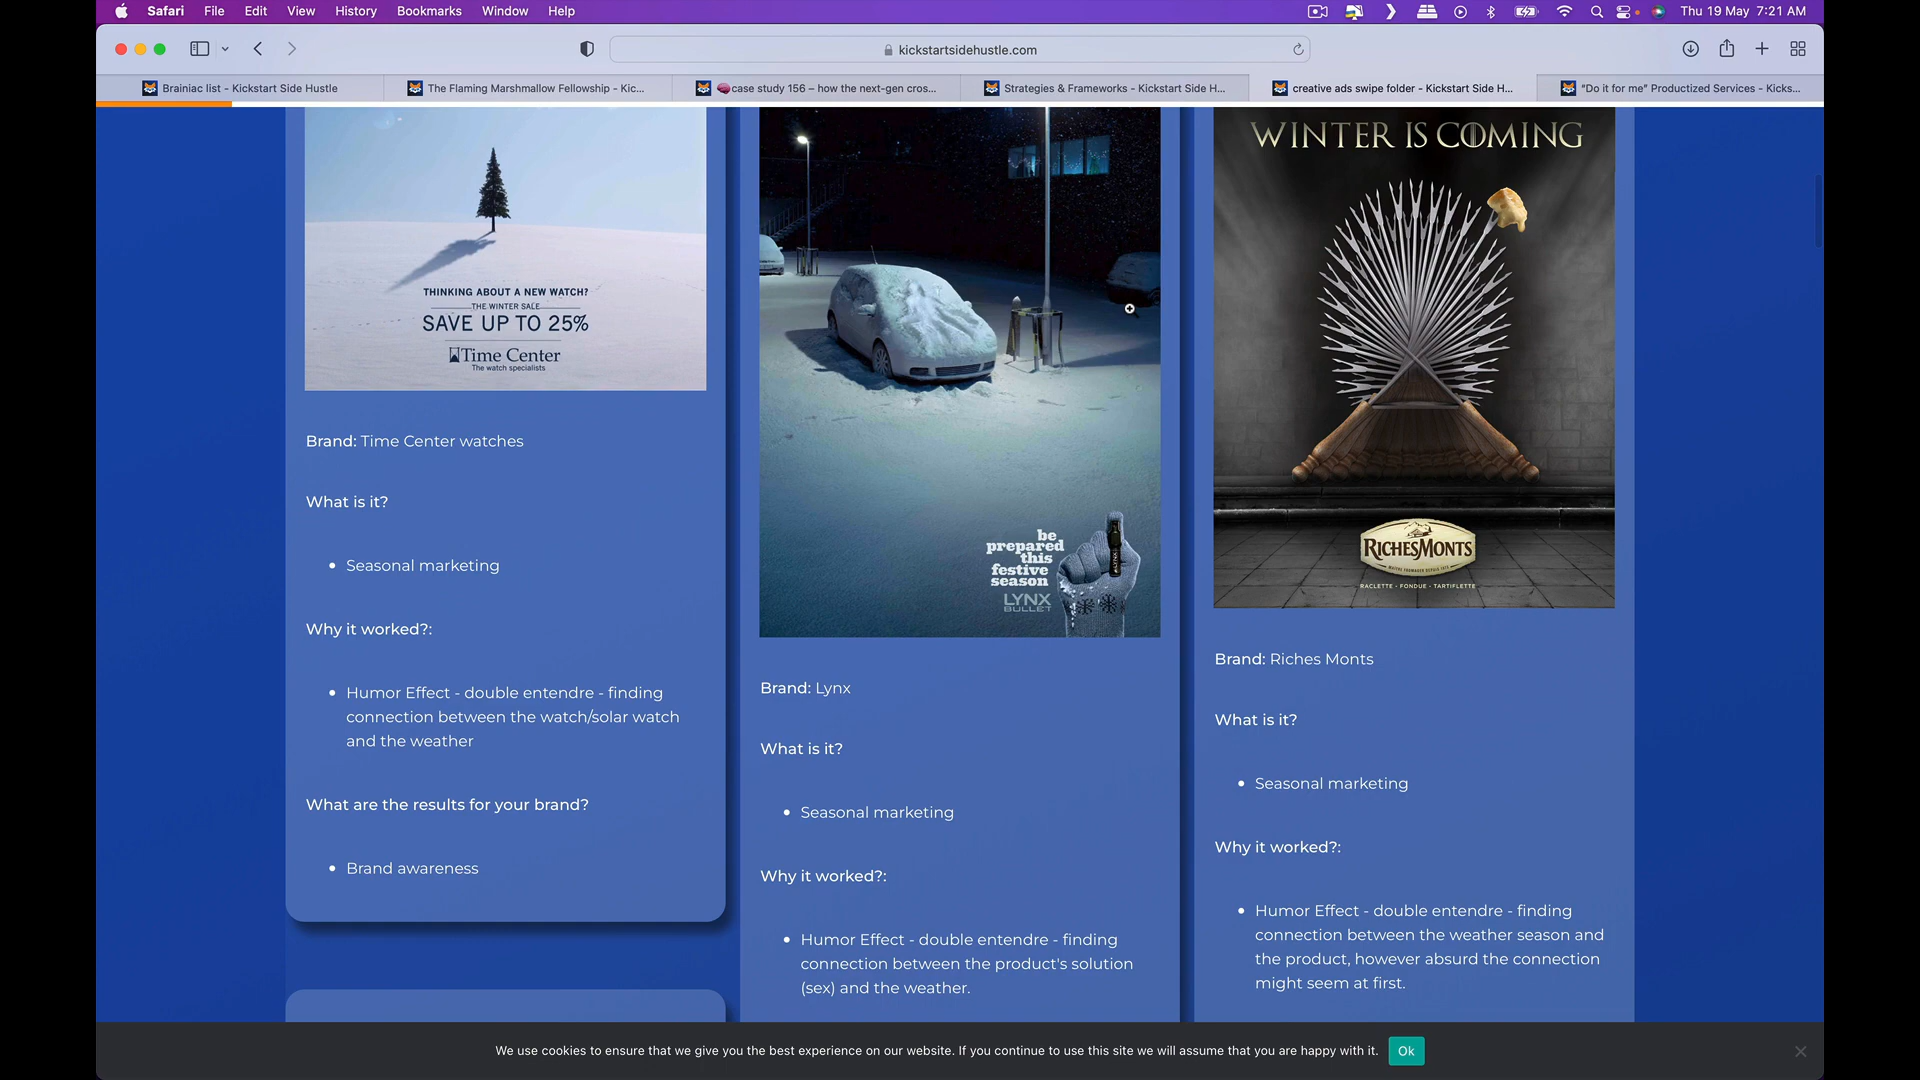 Safari File Edit View History Bookmarks Window Help Thu 19 May 7:21 AM
kickstartsidehustle.com
Brainiac list - Kickstart Side Hustle
The Flaming Marshmallow Fellowship - Kic...
case study 156 – how the next-gen cros...
Strategies & Frameworks - Kickstart Side H...
creative ads swipe folder - Kickstart Side H...
"Do it for me" Productized Services - Kicks...
THINKING ABOUT A NEW WATCH?
THE WINTER SALE
SAVE UP TO 25%
Time Center
The watch specialists
Brand: Time Center watches
What is it?
• Seasonal marketing
Why it worked?:
• Humor Effect - double entendre - finding
connection between the watch/solar watch
and the weather
What are the results for your brand?
• Brand awareness
be
prepared
this
festive
season
LYNX
BULLET
LYNX
Brand: Lynx
What is it?
• Seasonal marketing
Why it worked?:
• Humor Effect - double entendre - finding
connection between the product's solution
(sex) and the weather.
WINTER IS COMING
RICHESMONTS
RACLETTE - FONDUE - TARTIFLETTE
Brand: Riches Monts
What is it?
• Seasonal marketing
Why it worked?:
• Humor Effect - double entendre - finding
connection between the weather season and
the product, however absurd the connection
might seem at first.
We use cookies to ensure that we give you the best experience on our website. If you continue to use this site we will assume that you are happy with it. Ok